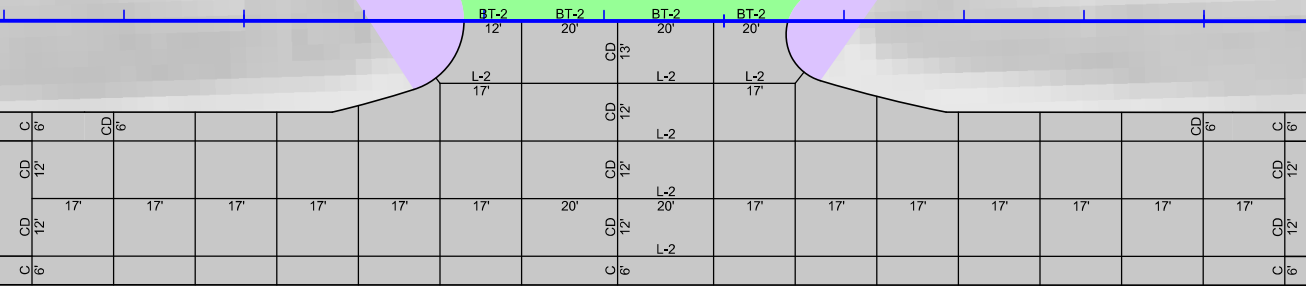 BT-2 BT-2 BT-2 BT-2
12' 20' 20' 20'
CD 13'
L-2 L-2 L-2
17' 17'
C 6' CD 6' CD 12' CD 6' C 6'
L-2
CD 12' CD 12' CD 12'
L-2
17' 17' 17' 17' 17' 17' 20' 20' 17' 17' 17' 17' 17' 17' 17'
CD 12' CD 12' CD 12'
L-2
C 6' C 6' C 6'